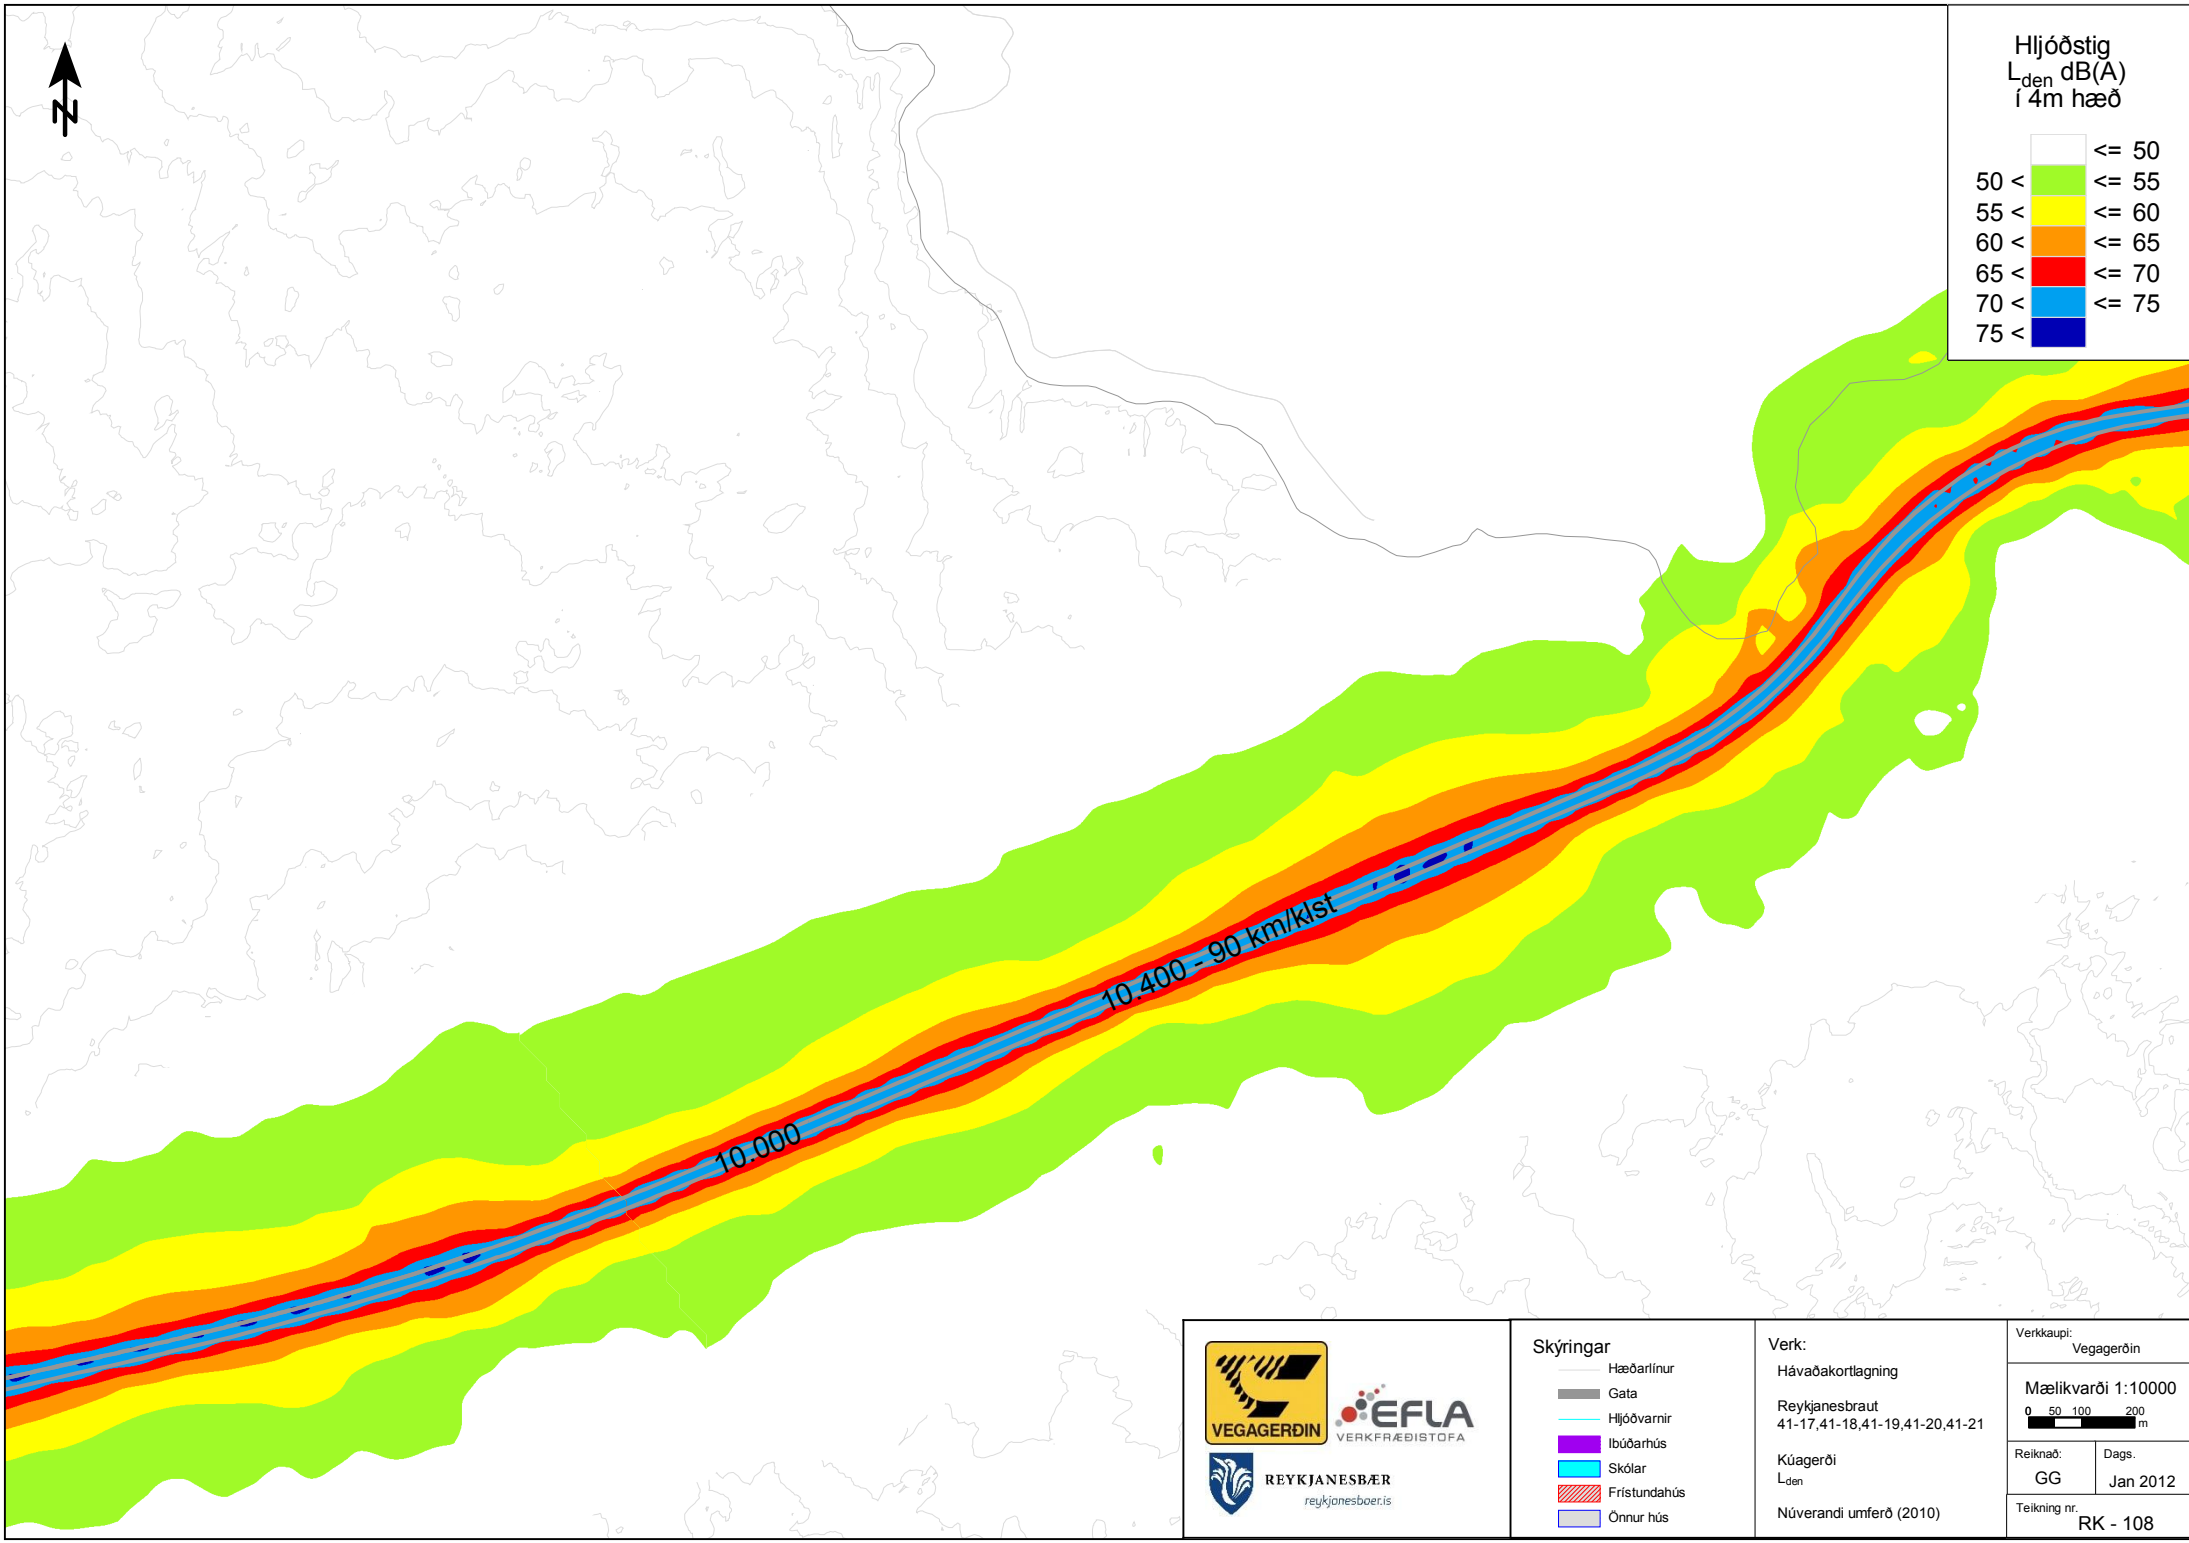 N
Hljóðstig
Lden dB(A)
í 4m hæð
<= 50
50 < <= 55
55 < <= 60
60 < <= 65
65 < <= 70
70 < <= 75
75 <
10.400 - 90 km/klst
10.000
VEGAGERÐIN
EFLA
VERKFRÆÐISTOFA
REYKJANESBÆR
reykjanesbaer.is
Skýringar
Hæðarlínur
Gata
Hljóðvarnir
Ibúðarhús
Skólar
Frístundahús
Önnur hús
Verk:
Hávaðakortlagning
Reykjanesbraut
41-17,41-18,41-19,41-20,41-21
Kúagerði
Lden
Núverandi umferð (2010)
Verkkaupi:
Vegagerðin
Mælikvarði 1:10000
0 50 100 200
m
Reiknað:
GG
Dags.
Jan 2012
Teikning nr.
RK - 108